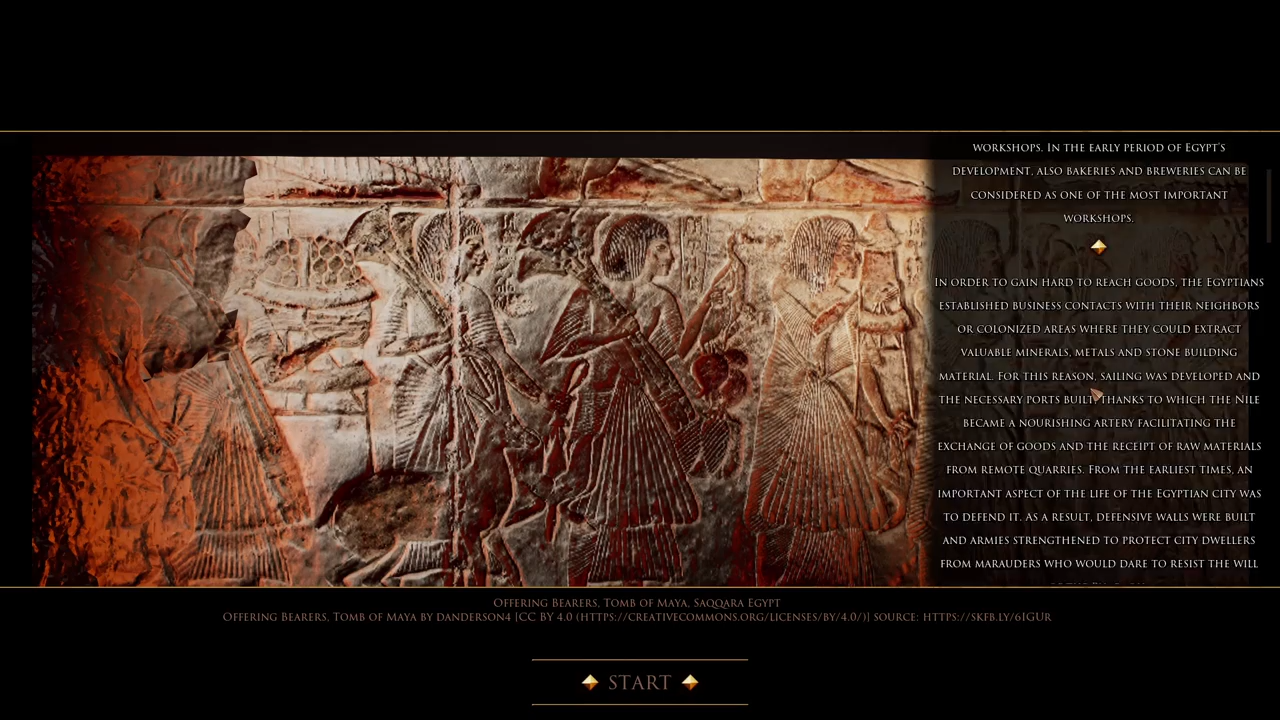 workshops. In the early period of Egypt's
development, also bakeries and breweries can be
considered as one of the most important
workshops.
In order to gain hard to reach goods, the Egyptians
established business contacts with their neighbors
or colonized areas where they could extract
valuable minerals, metals and stone building
material. For this reason, sailing was developed and
the necessary ports built, thanks to which the Nile
became a nourishing artery facilitating the
exchange of goods and the receipt of raw materials
from remote quarries. From the earliest times, an
important aspect of the life of the Egyptian city was
to defend it. As a result, defensive walls were built
and armies strengthened to protect city dwellers
from marauders who would dare to resist the will
Offering Bearers, Tomb of Maya, Saqqara Egypt
Offering Bearers, Tomb of Maya by danderson4 [CC BY 4.0 (https://creativecommons.org/licenses/by/4.0/)] source: https://skfb.ly/6IGUr
START